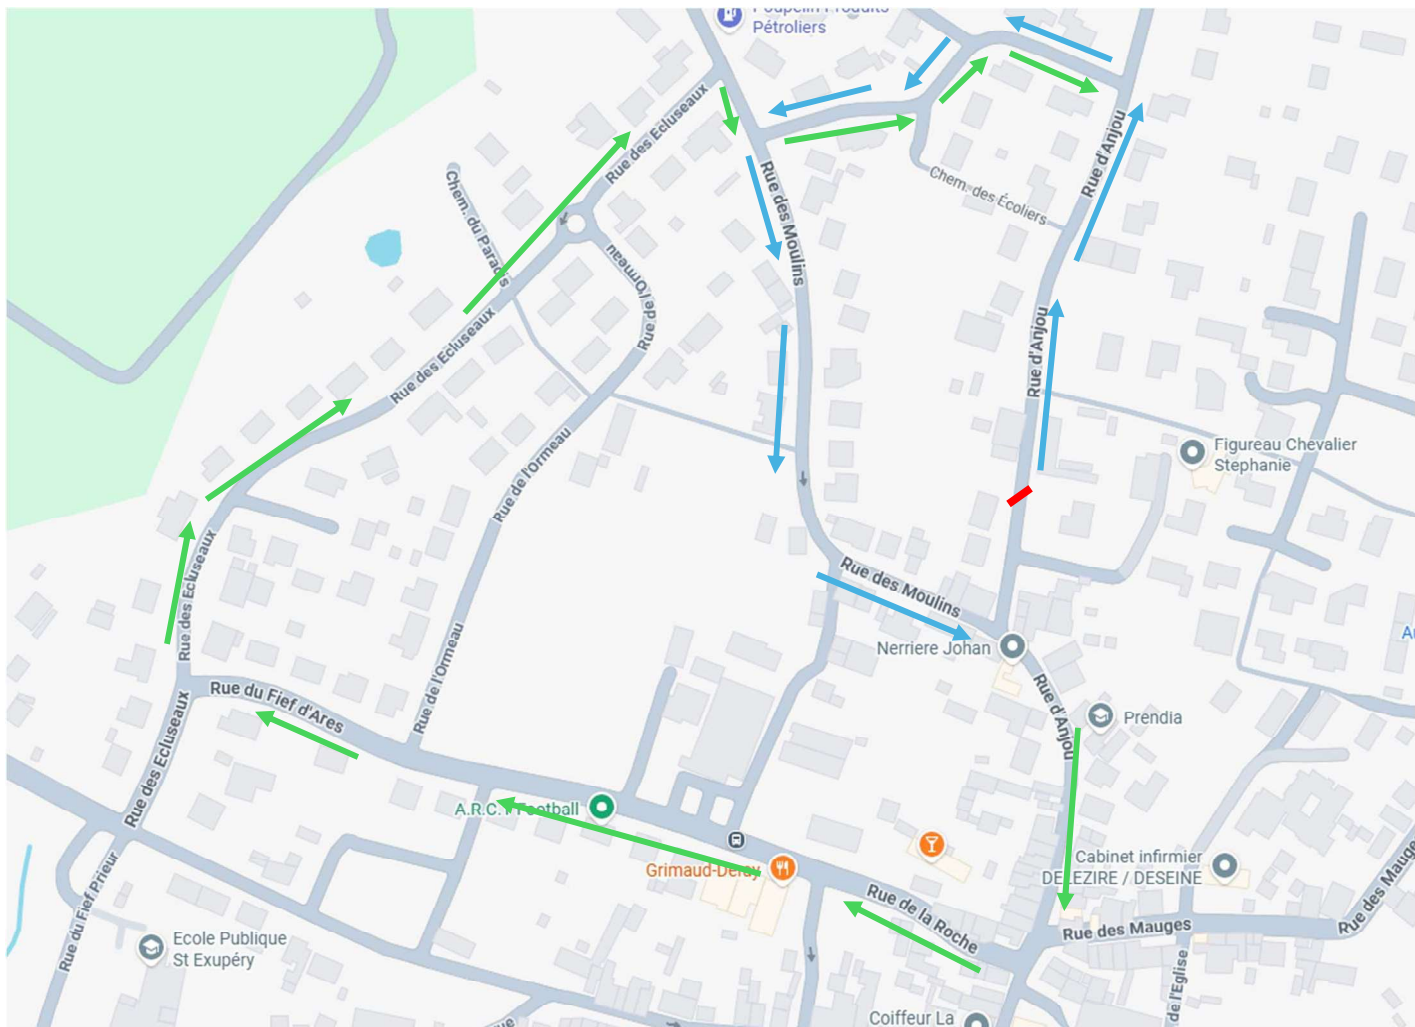 Poupelin Produits
Pétroliers
Rue des Ecluseaux
Rue d'Anjou
Rue des Moulins
Chem. des Écoliers
Chem. du Paradis
Rue de l'Ormeau
Rue des Ecluseaux
Rue d'Anjou
Figureau Chevalier
Stephanie
Rue de l'Ormeau
Rue des Ecluseaux
Rue des Moulins
Nerriere Johan
Rue de l'Ormeau
Rue du Fief d'Ares
Rue d'Anjou
Prendia
Rue des Ecluseaux
Football
Grimaud-Deray
Cabinet infirmier
DELEZIRE / DESEINE
Rue de la Roche
Rue des Mauges
Rue des Mauges
Rue du Fief Prieur
Ecole Publique
St Exupéry
de l'Eglise
Coiffeur La